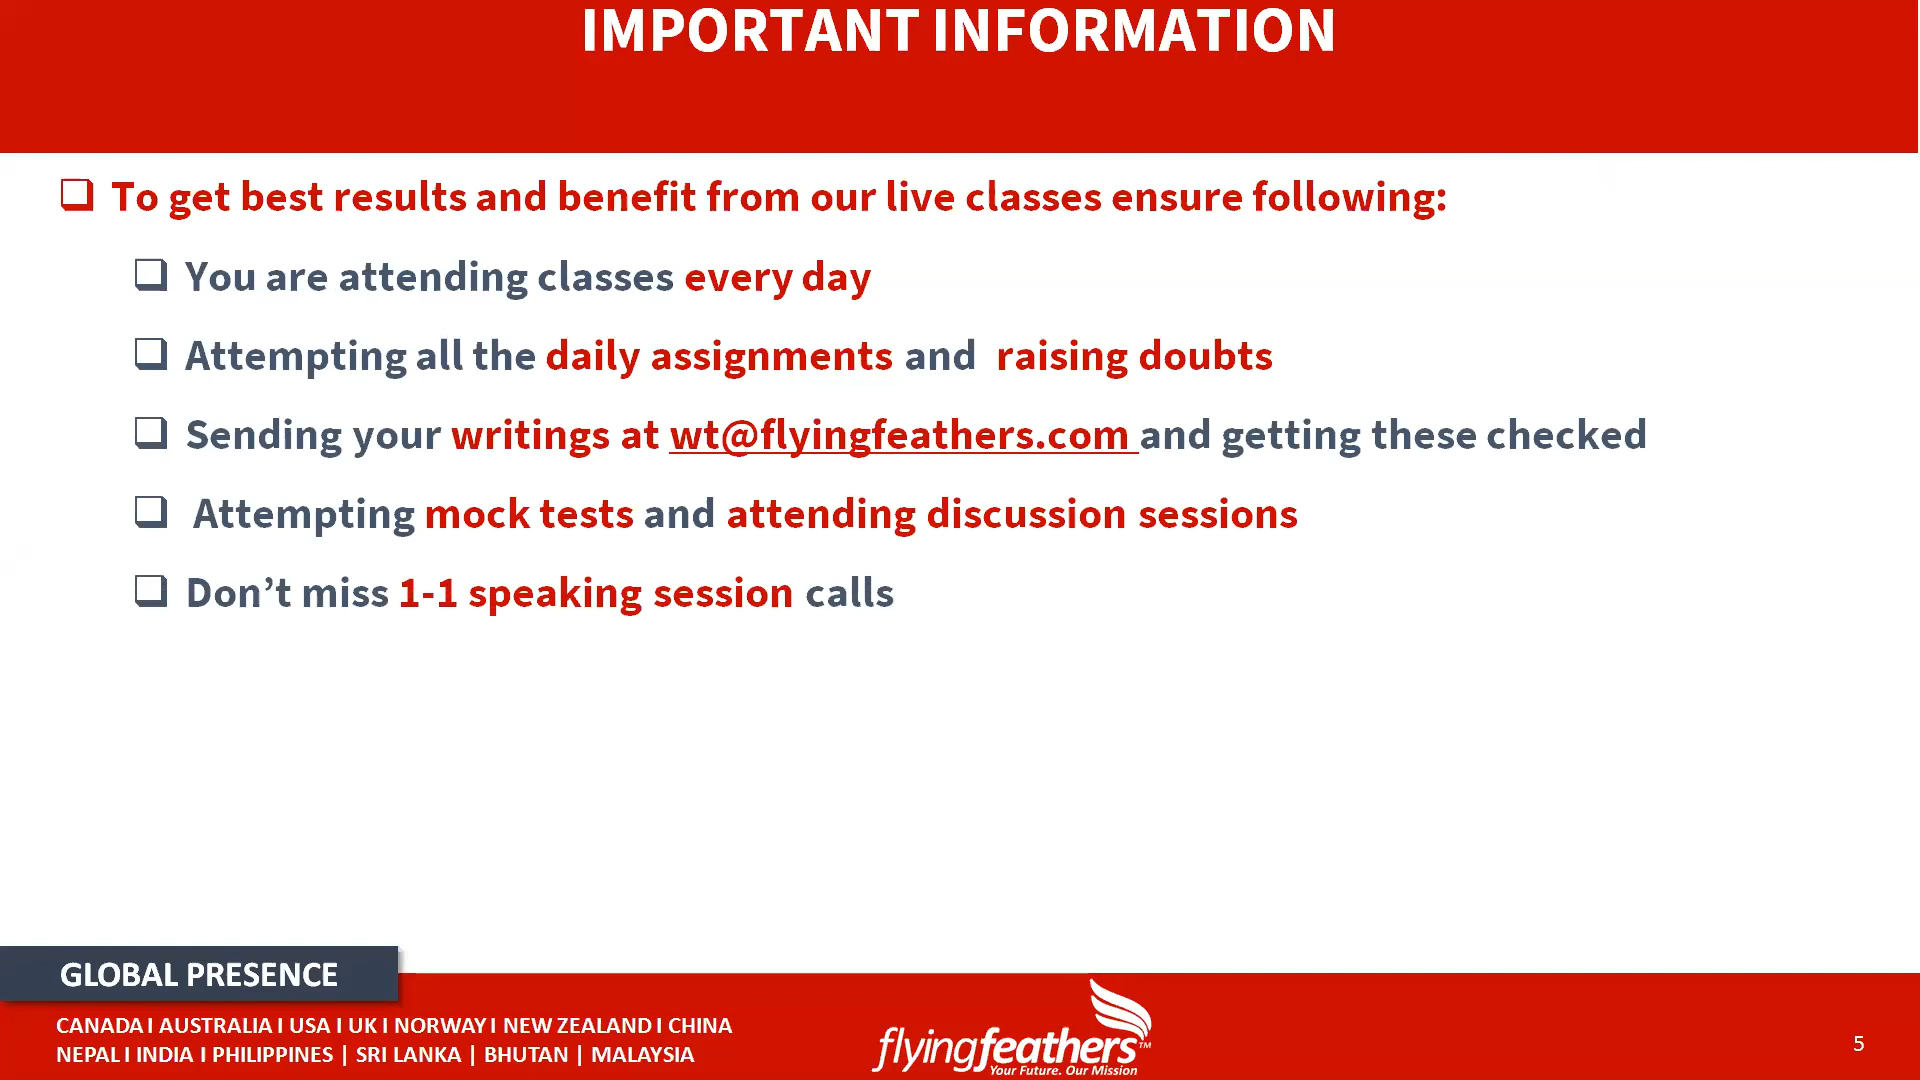 IMPORTANT INFORMATION
To get best results and benefit from our live classes ensure following:
You are attending classes every day
Attempting all the daily assignments and raising doubts
Sending your writings at wt@flyingfeathers.com and getting these checked
Attempting mock tests and attending discussion sessions
Don’t miss 1-1 speaking session calls
GLOBAL PRESENCE
CANADA I AUSTRALIA I USA I UK I NORWAY I NEW ZEALAND I CHINA
NEPAL I INDIA I PHILIPPINES | SRI LANKA | BHUTAN | MALAYSIA
flyingfeathers™
Your Future. Our Mission
5